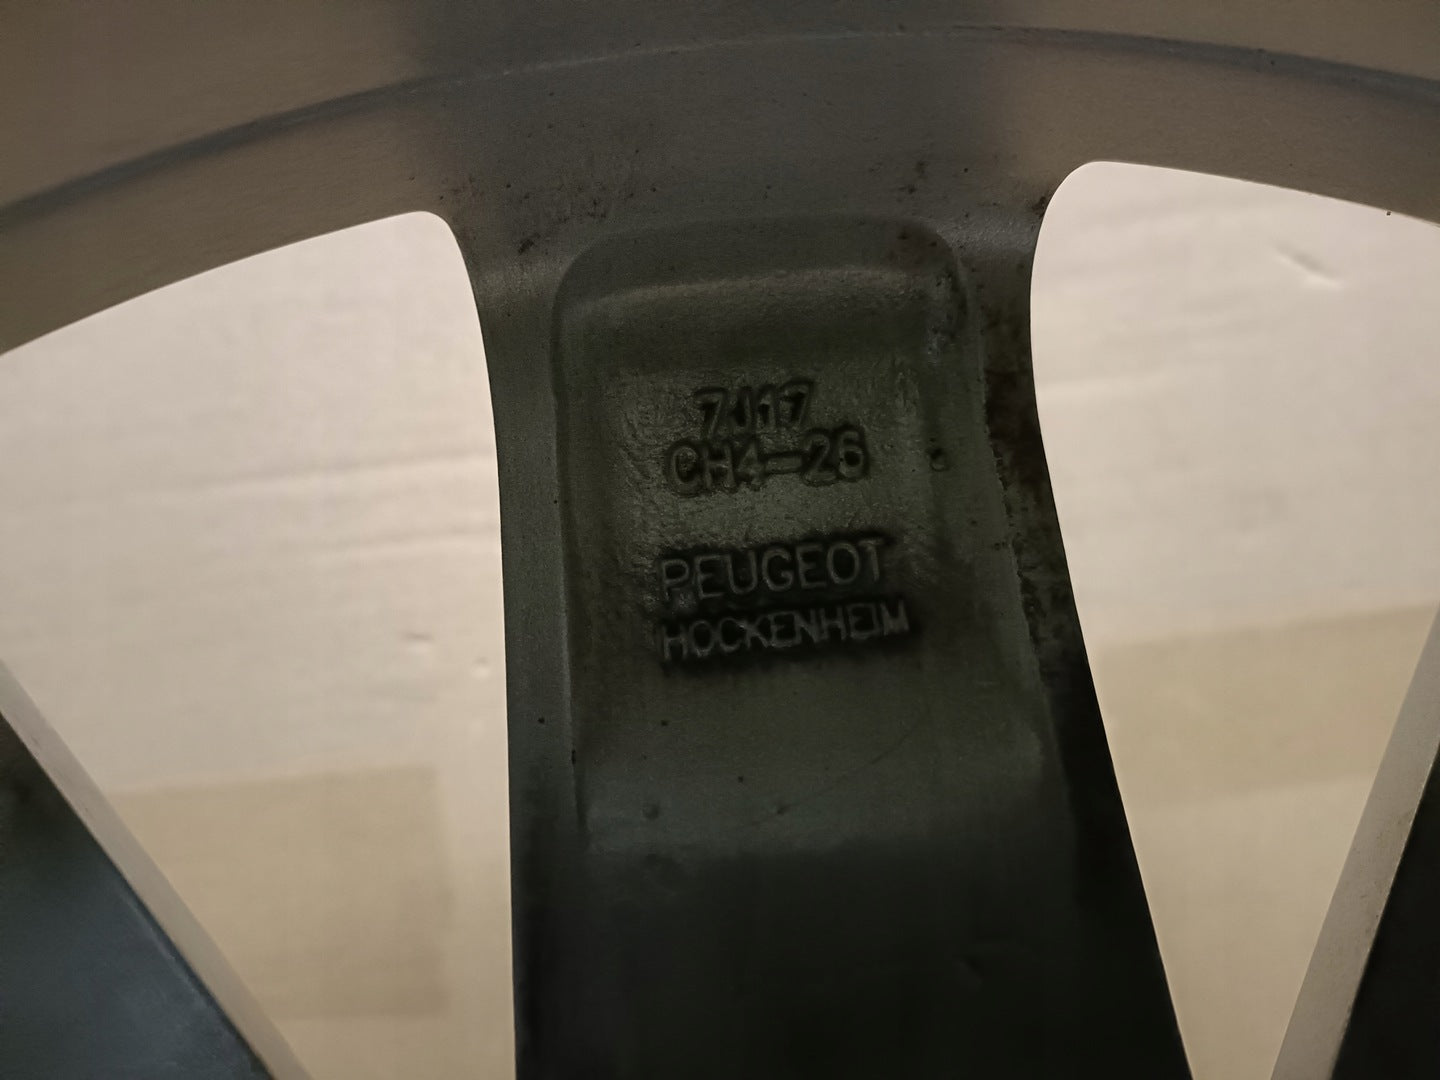 7J17
CH4-26
PEUGEOT
HOCKENHEIM